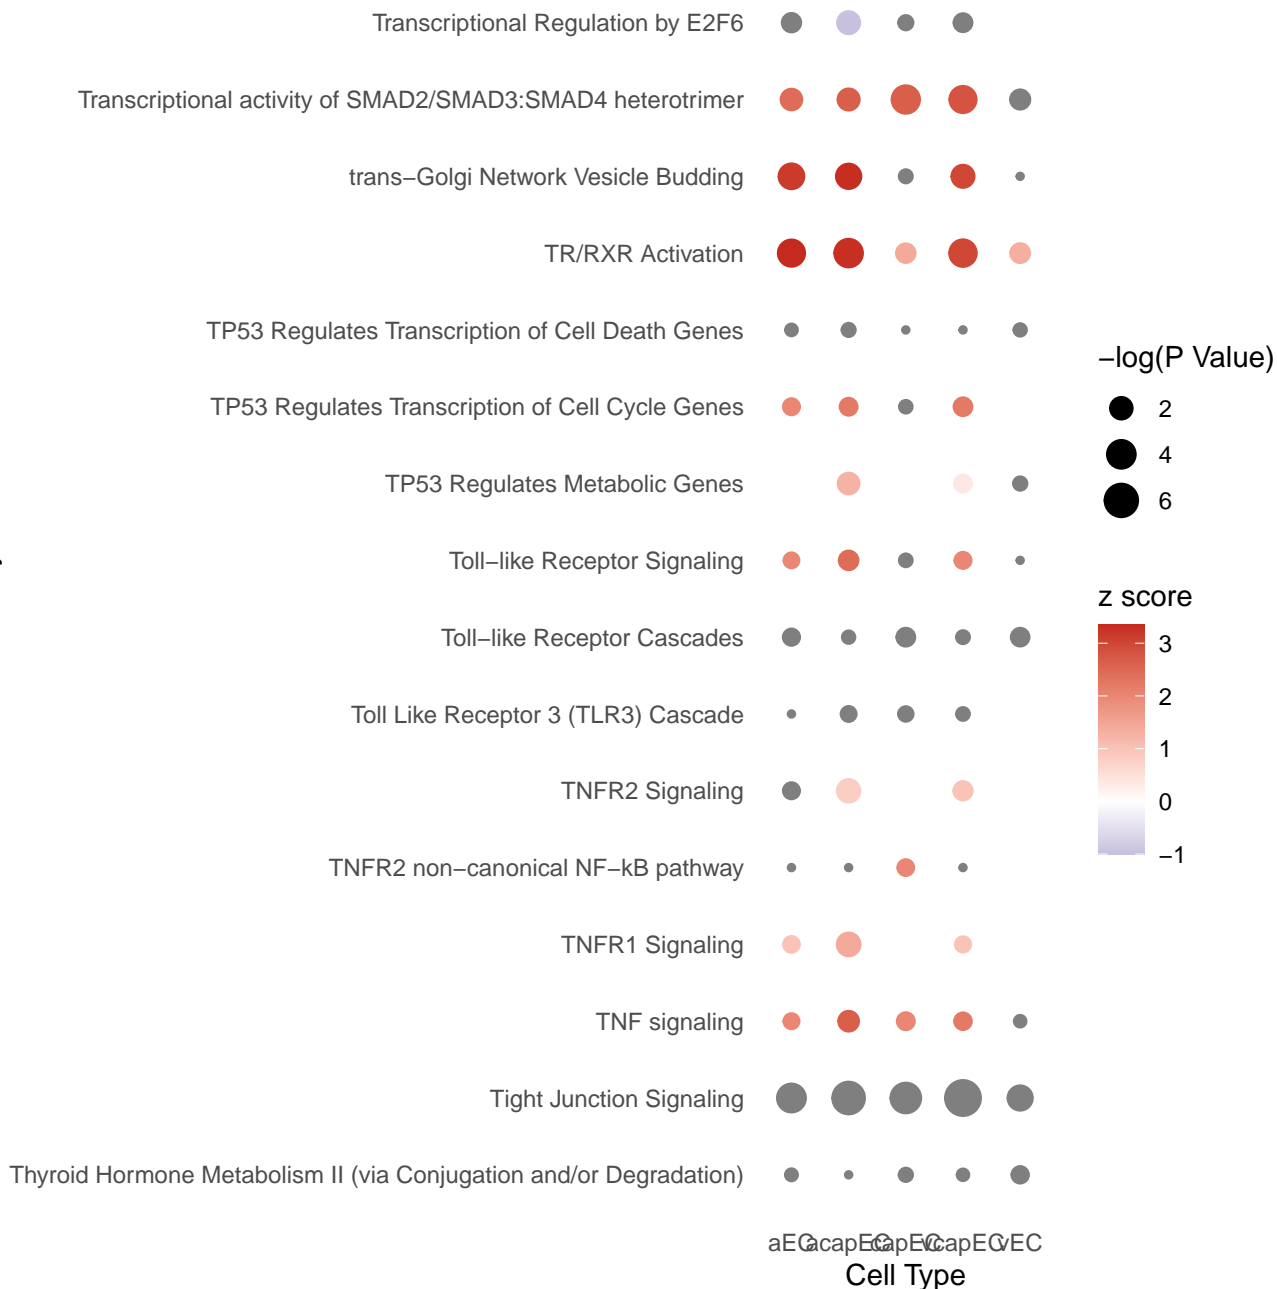 Transcriptional Regulation by E2F6
Transcriptional activity of SMAD2/SMAD3:SMAD4 heterotrimer
trans−Golgi Network Vesicle Budding
TR/RXR Activation
TP53 Regulates Transcription of Cell Death Genes
TP53 Regulates Transcription of Cell Cycle Genes
TP53 Regulates Metabolic Genes
Toll−like Receptor Signaling
Toll−like Receptor Cascades
Toll Like Receptor 3 (TLR3) Cascade
TNFR2 Signaling
TNFR2 non−canonical NF−kB pathway
TNFR1 Signaling
TNF signaling
Tight Junction Signaling
Thyroid Hormone Metabolism II (via Conjugation and/or Degradation)
aEC acapEC capEC vcapEC vEC
Cell Type
−log(P Value)
2
4
6
z score
3
2
1
0
−1